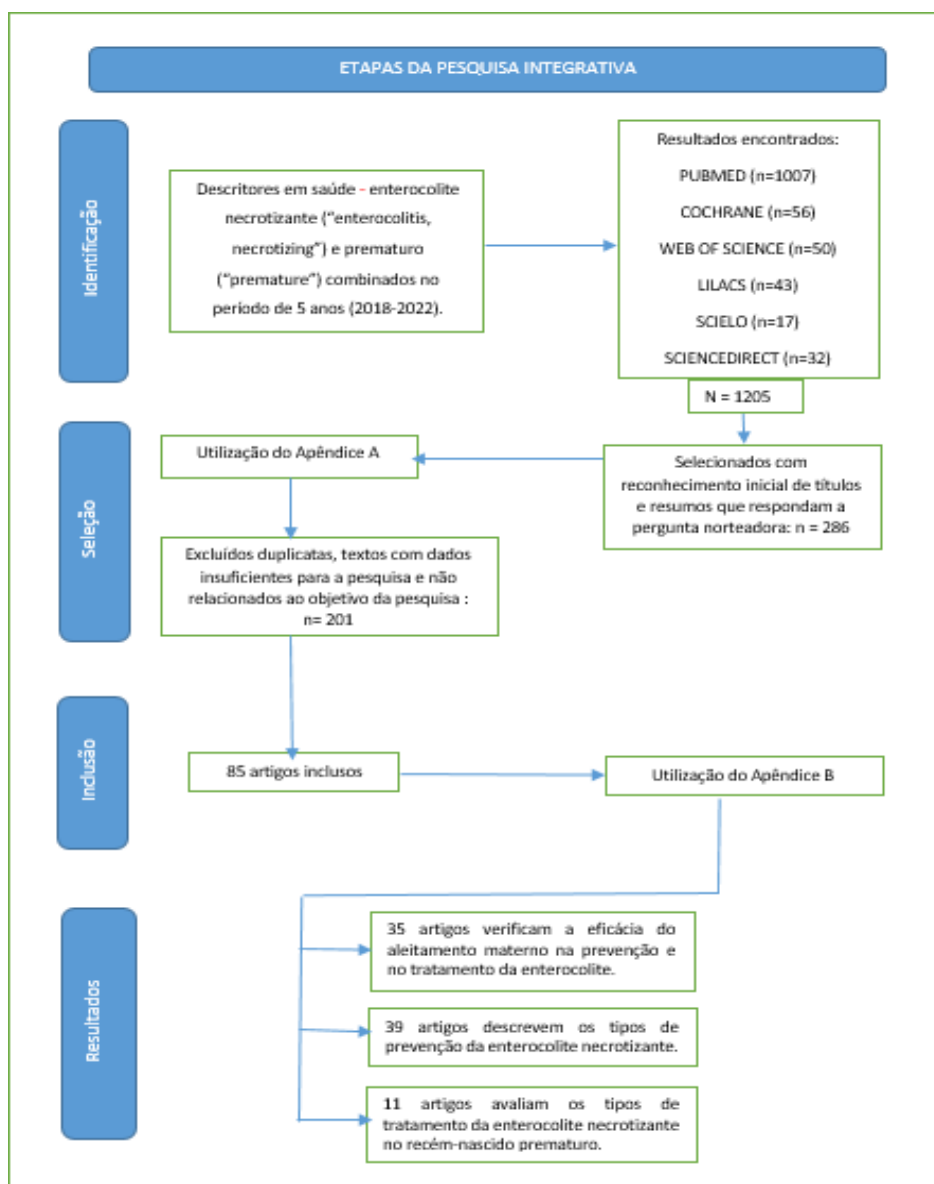 ETAPAS DA PESQUISA INTEGRATIVA
Identificação
Descritores em saúde - enterocolite
necrotizante (“enterocolitis,
necrotizing”) e prematuro
(“premature”) combinados no
período de 5 anos (2018-2022).
Resultados encontrados:
PUBMED (n=1007)
COCHRANE (n=56)
WEB OF SCIENCE (n=50)
LILACS (n=43)
SCIELO (n=17)
SCIENCEDIRECT (n=32)
N = 1205
Seleção
Utilização do Apêndice A
Selecionados com
reconhecimento inicial de títulos
e resumos que respondam a
pergunta norteadora: n = 286
Excluídos duplicatas, textos com dados
insuficientes para a pesquisa e não
relacionados ao objetivo da pesquisa :
n= 201
Inclusão
85 artigos inclusos
Utilização do Apêndice B
Resultados
35 artigos verificam a eficácia do
aleitamento materno na prevenção e
no tratamento da enterocolite.
39 artigos descrevem os tipos de
prevenção da enterocolite necrotizante.
11 artigos avaliam os tipos de
tratamento da enterocolite necrotizante
no recém-nascido prematuro.